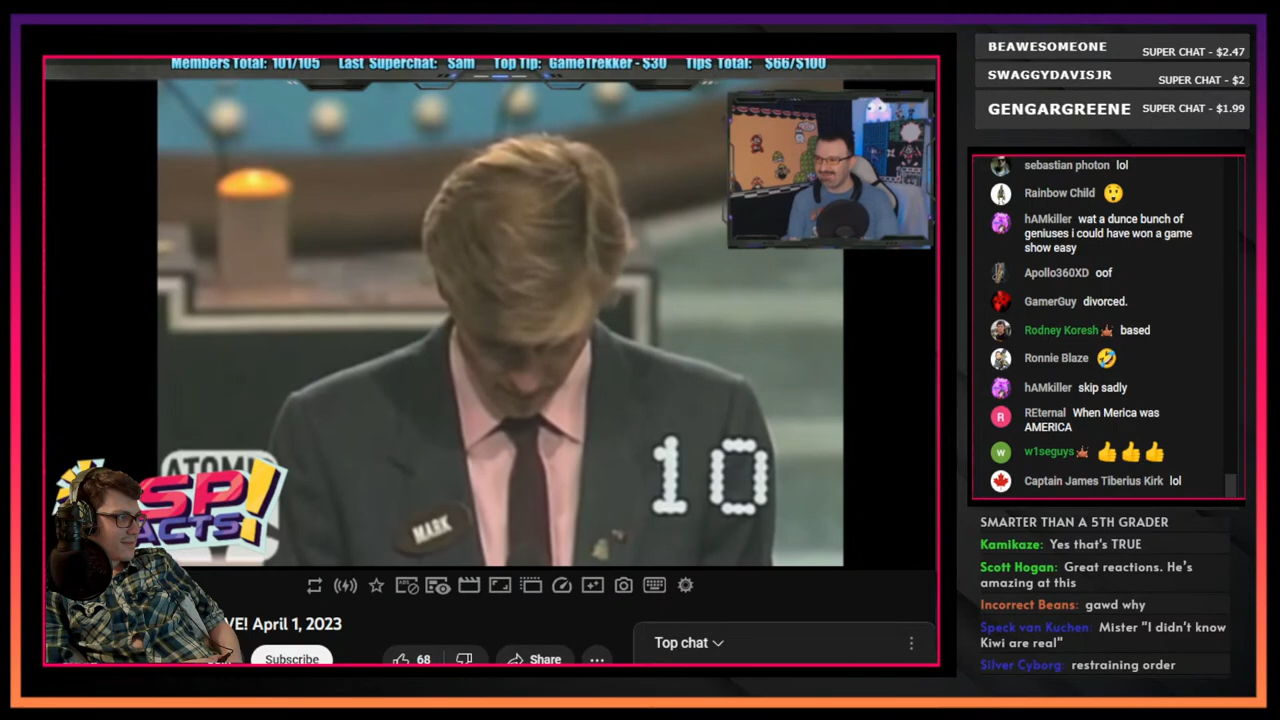 Members Total: 101/105 Last Superchat: Sam Top Tip: GameTrekker - $30 Tips Total: $66/$100
ATOMI
MARK
10
SP
ACTS!
VE! April 1, 2023
Subscribe
68
Share
Top chat
BEAWESOMEONE SUPER CHAT - $2.47
SWAGGYDAVISJR SUPER CHAT - $2
GENGARGREENE SUPER CHAT - $1.99
sebastian photon lol
Rainbow Child 😲
hAMkiller wat a dunce bunch of
geniuses i could have won a game
show easy
Apollo360XD oof
GamerGuy divorced.
Rodney Koresh based
Ronnie Blaze 🤣
hAMkiller skip sadly
R REternal When Merica was
AMERICA
w w1seguys 👍👍👍
Captain James Tiberius Kirk lol
SMARTER THAN A 5TH GRADER
Kamikaze: Yes that's TRUE
Scott Hogan: Great reactions. He's
amazing at this
Incorrect Beans: gawd why
Speck van Kuchen: Mister "I didn't know
Kiwi are real"
Silver Cyborg: restraining order